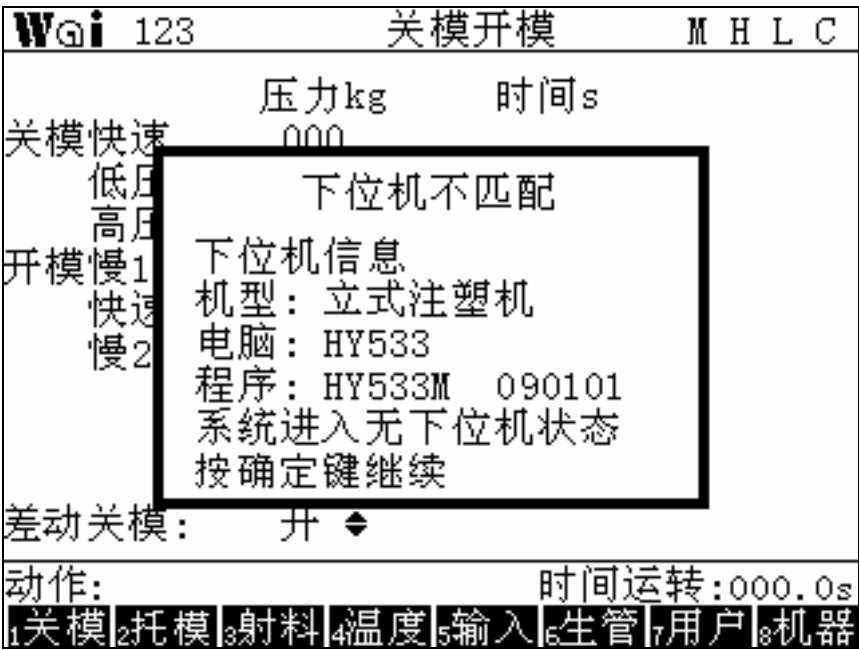 Wai 123 关模开模 M H L C
压力kg 时间s
关模快速 000
下位机不匹配
低
高
下位机信息
开模慢1
机型: 立式注塑机
快速
电脑: HY533
慢2
程序: HY533M 090101
系统进入无下位机状态
按确定键继续
差动关模: 开
动作: 时间运转:000.0s
1关模 2托模 3射料 4温度 5输入 6生管 7用户 8机器